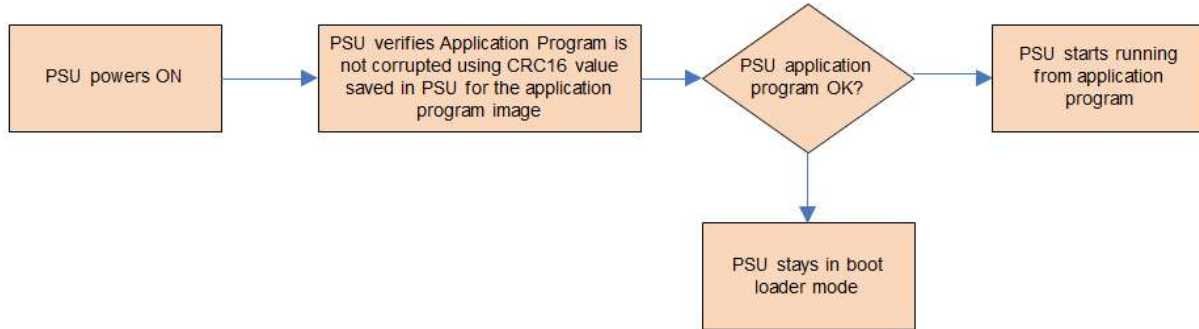 PSU powers ON
PSU verifies Application Program is
not corrupted using CRC16 value
saved in PSU for the application
program image
PSU application
program OK?
PSU starts running
from application
program
PSU stays in boot
loader mode